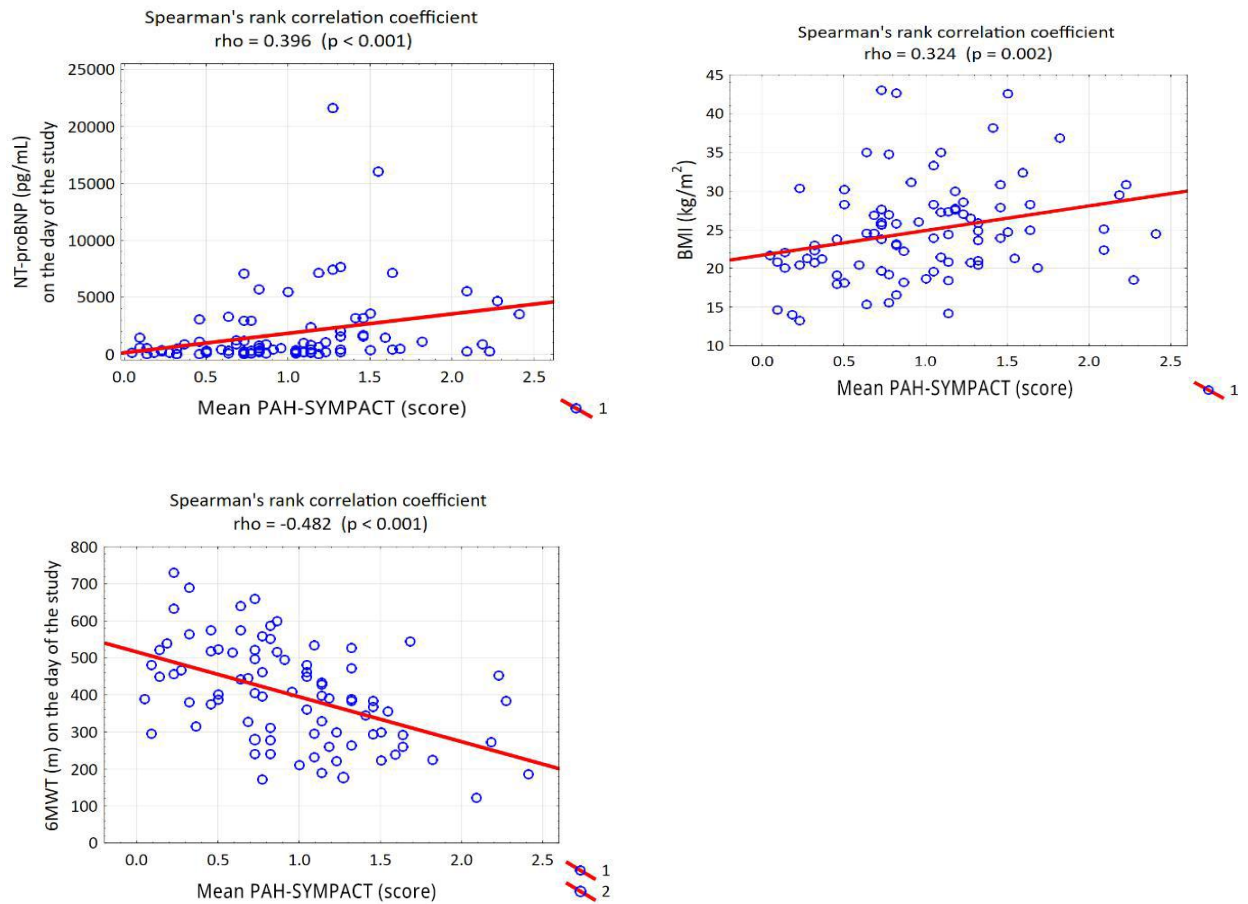 Spearman's rank correlation coefficient
rho = 0.396 (p < 0.001)
NT-proBNP (pg/mL)
on the day of the study
25000
20000
15000
10000
5000
0
0.0 0.5 1.0 1.5 2.0 2.5
Mean PAH-SYMPACT (score)
1
Spearman's rank correlation coefficient
rho = 0.324 (p = 0.002)
BMI (kg/m²)
45
40
35
30
25
20
15
10
0.0 0.5 1.0 1.5 2.0 2.5
Mean PAH-SYMPACT (score)
1
Spearman's rank correlation coefficient
rho = -0.482 (p < 0.001)
6MWT (m) on the day of the study
800
700
600
500
400
300
200
100
0
0.0 0.5 1.0 1.5 2.0 2.5
Mean PAH-SYMPACT (score)
1
2